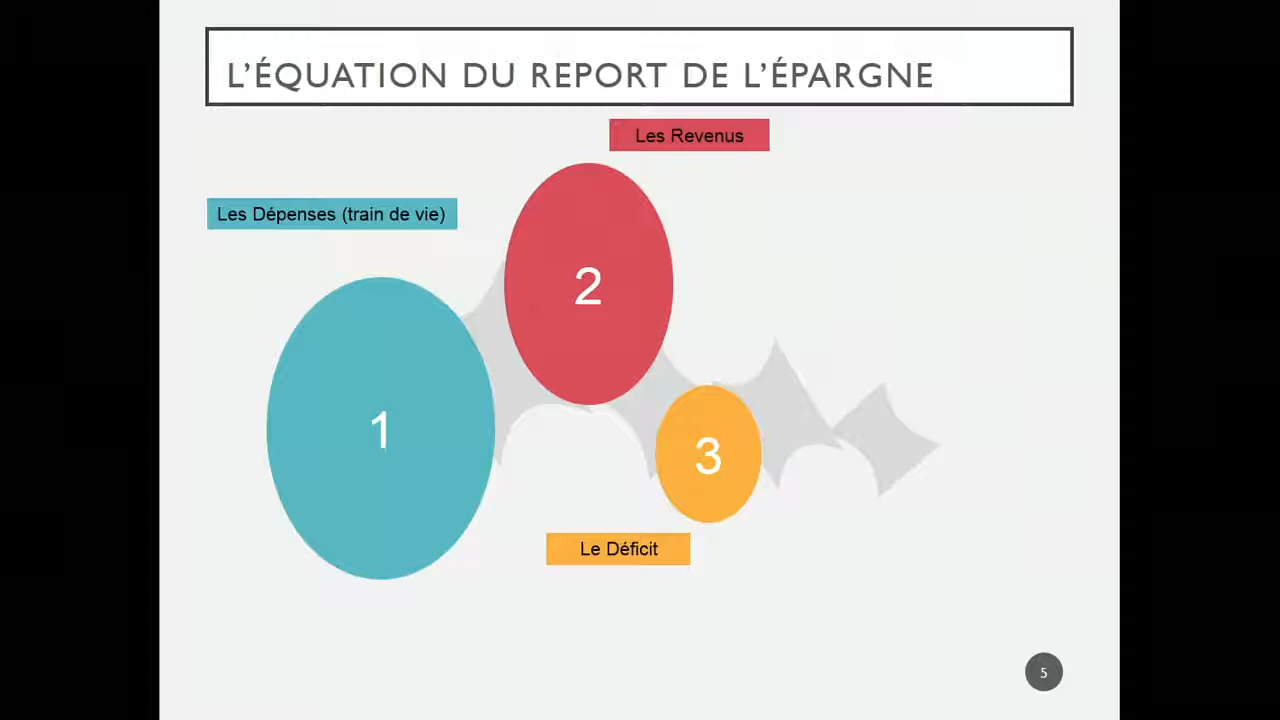 L’ÉQUATION DU REPORT DE L’ÉPARGNE
Les Revenus
Les Dépenses (train de vie)
2
1
3
Le Déficit
5